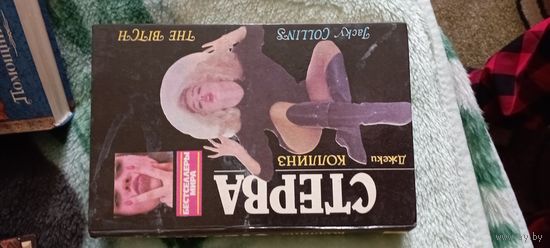 Jacky COLLINS
THE BITCH
Джеки
КОЛЛИНЗ
СТЕРВА
БЕСТСЕЛЛЕРЫ
МИРА